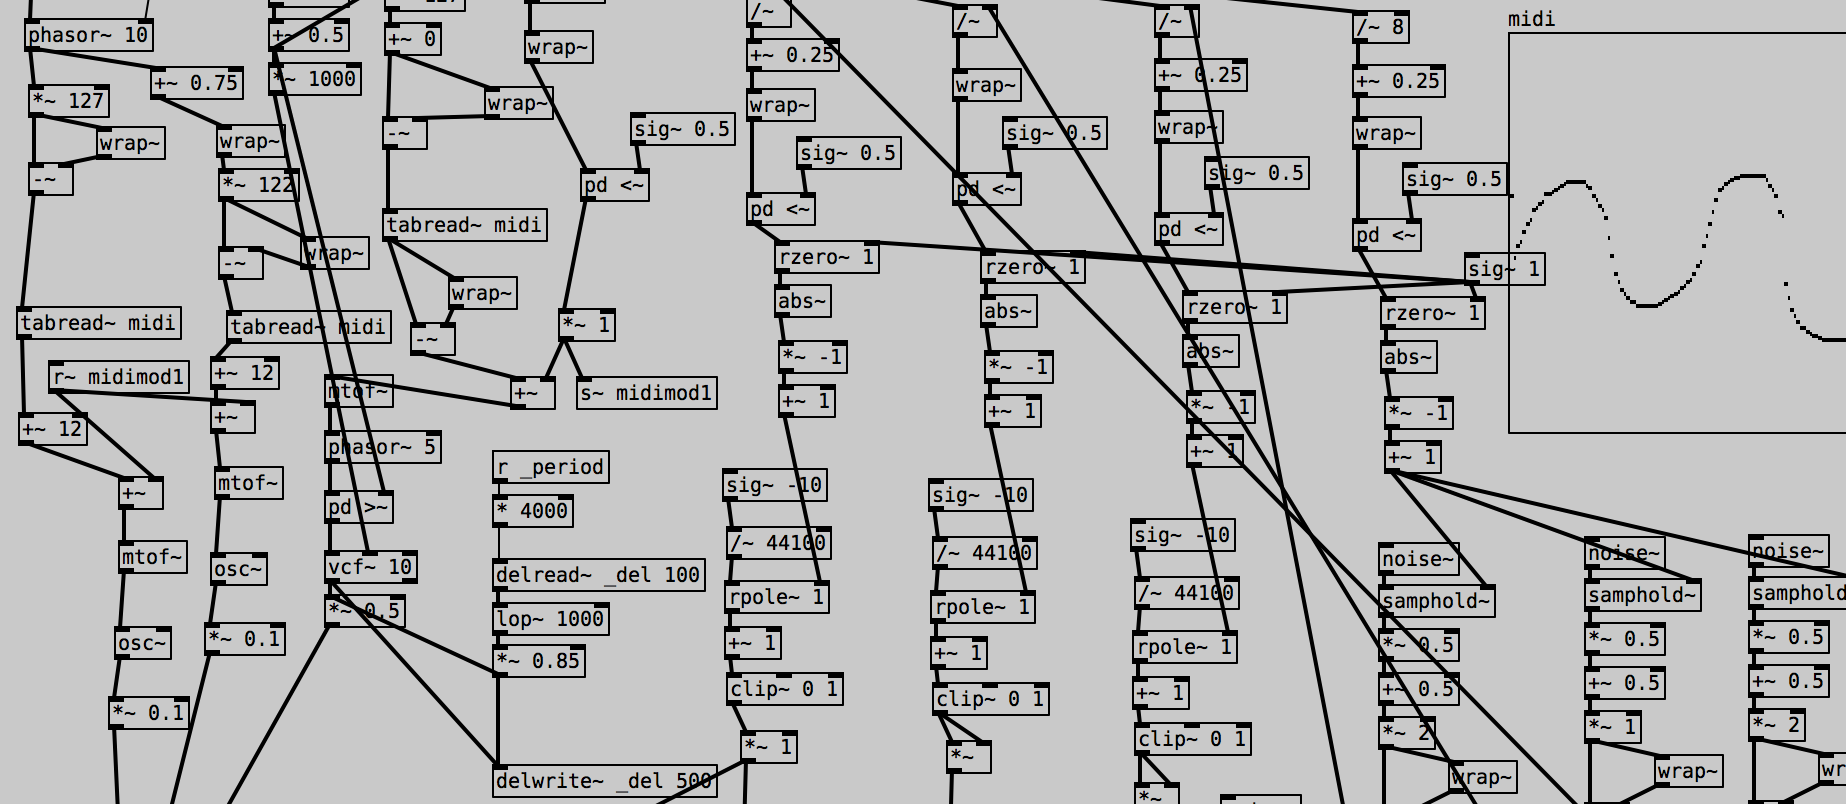 /~
/~
/~
/~ 8
midi
phasor~ 10
+~ 0.5
+~ 0
wrap~
+~ 0.25
+~ 0.75
*~ 1000
wrap~
+~ 0.25
+~ 0.25
*~ 127
wrap~
wrap~
+~ 0.25
wrap~
wrap~
-~
sig~ 0.5
sig~ 0.5
wrap~
wrap~
wrap~
sig~ 0.5
-~
*~ 122
pd <~
pd <~
sig~ 0.5
sig~ 0.5
tabread~ midi
pd <~
pd <~
pd <~
-~
wrap~
rzero~ 1
rzero~ 1
sig~ 1
wrap~
abs~
rzero~ 1
rzero~ 1
tabread~ midi
tabread~ midi
-~
*~ 1
abs~
abs~
abs~
r~ midimod1
+~ 12
mtof~
+~
s~ midimod1
*~ -1
*~ -1
+~ 12
+~
+~ 1
+~ 1
*~ -1
*~ -1
phasor~ 5
+~ 1
+~ 1
+~
mtof~
pd >~
r _period
* 4000
sig~ -10
sig~ -10
mtof~
osc~
vcf~ 10
delread~ _del 100
/~ 44100
/~ 44100
sig~ -10
noise~
noise~
noise~
*~ 0.5
lop~ 1000
rpole~ 1
rpole~ 1
/~ 44100
samphold~
samphold~
samphold
osc~
*~ 0.1
*~ 0.85
+~ 1
+~ 1
rpole~ 1
*~ 0.5
*~ 0.5
*~ 0.5
*~ 0.1
clip~ 0 1
clip~ 0 1
+~ 1
+~ 0.5
+~ 0.5
+~ 0.5
*~ 1
*~
clip~ 0 1
*~ 2
*~ 1
*~ 2
delwrite~ _del 500
*~
wrap~
wrap~
wr